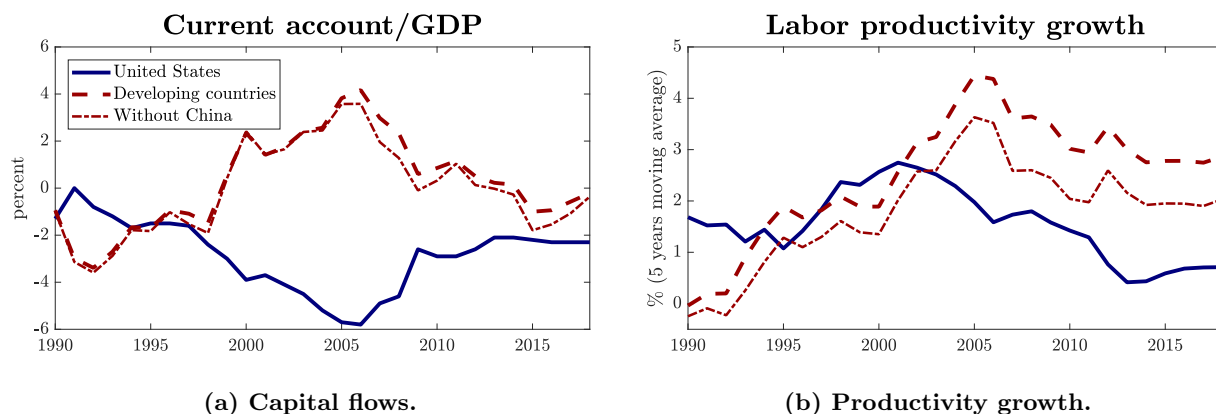 Current account/GDP
6
4
2
0
-2
-4
-6
percent
United States
Developing countries
Without China
1990
1995
2000
2005
2010
2015
(a) Capital flows.
Labor productivity growth
5
4
3
2
1
0
% (5 years moving average)
1990
1995
2000
2005
2010
2015
(b) Productivity growth.